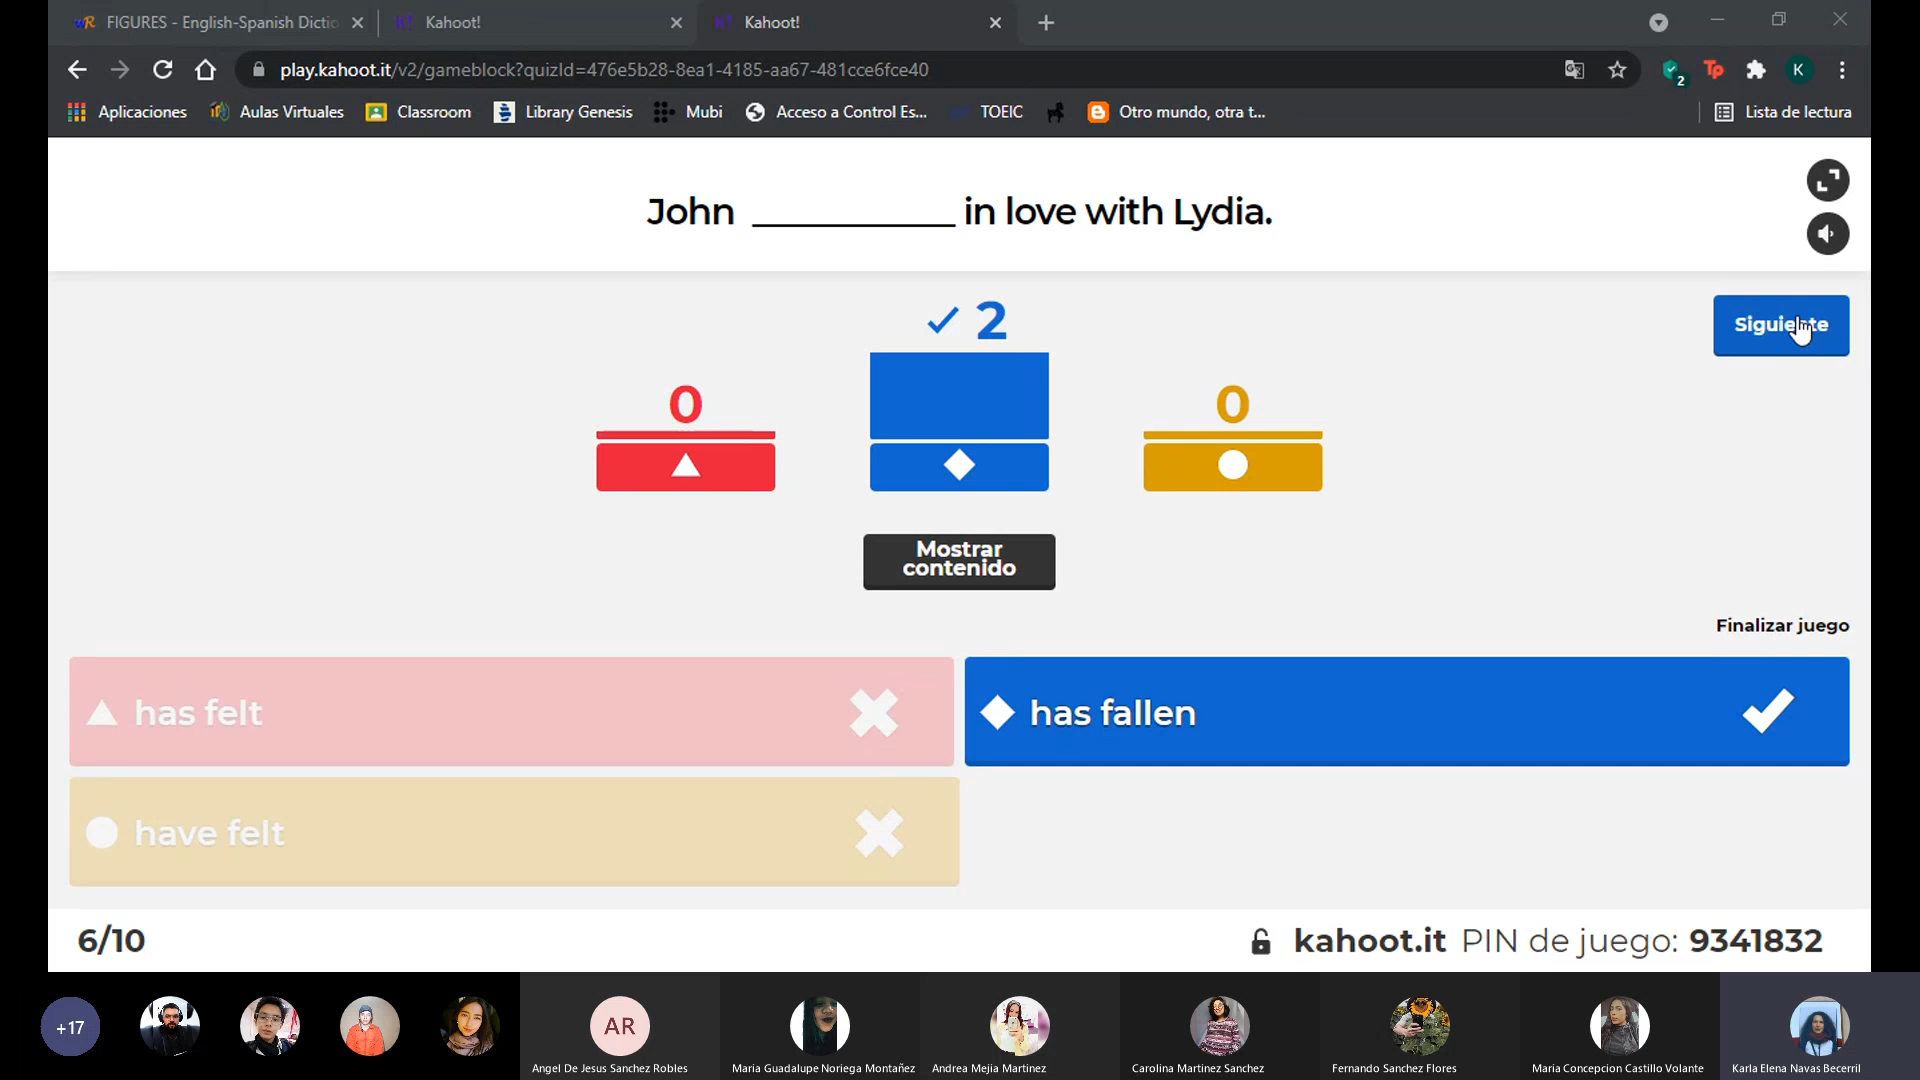 FIGURES - English-Spanish Dictio
Kahoot!
Kahoot!
play.kahoot.it/v2/gameblock?quizId=476e5b28-8ea1-4185-aa67-481cce6fce40
2
Tp
K
Aplicaciones
Aulas Virtuales
Classroom
Library Genesis
Mubi
Acceso a Control Es...
TOEIC
Otro mundo, otra t...
Lista de lectura
John __________ in love with Lydia.
Siguiente
0
2
0
Mostrar
contenido
Finalizar juego
has felt
has fallen
have felt
6/10
kahoot.it PIN de juego: 9341832
+17
AR
Angel De Jesus Sanchez Robles
Maria Guadalupe Noriega Montañez
Andrea Mejia Martinez
Carolina Martinez Sanchez
Fernando Sanchez Flores
Maria Concepcion Castillo Volante
Karla Elena Navas Becerril